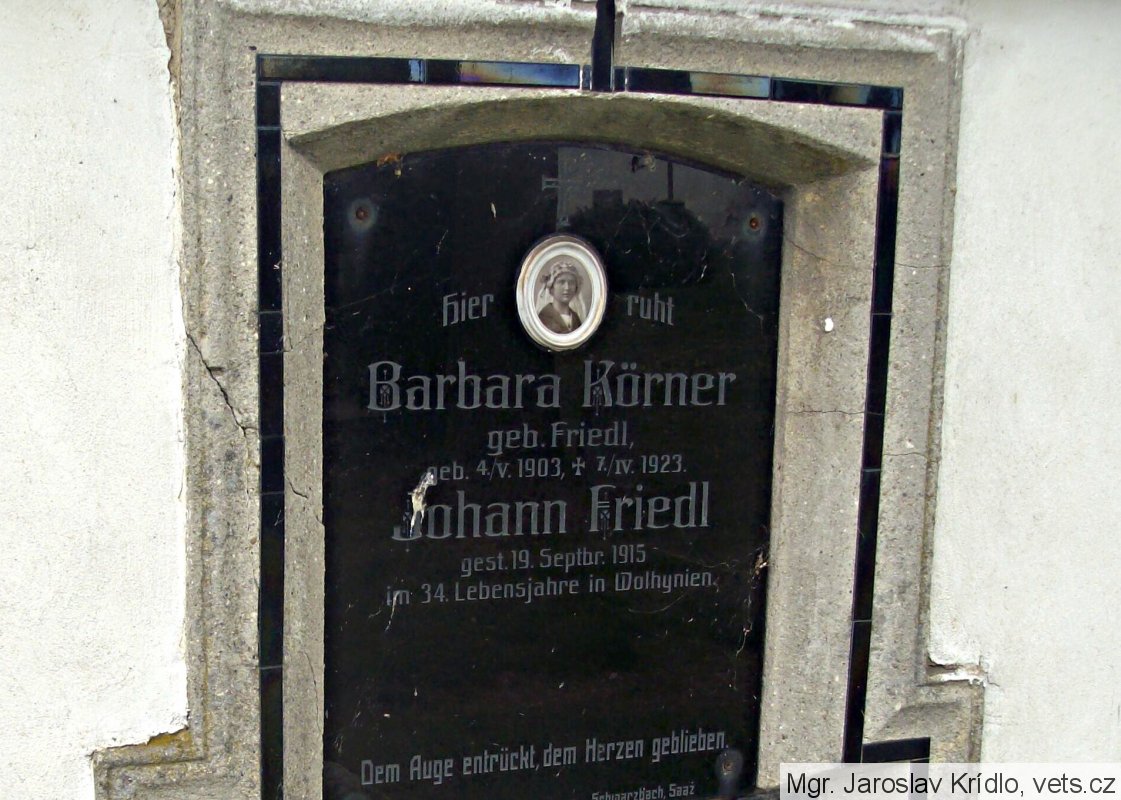 Hier ruht
Barbara Körner
geb. Friedl,
geb. 4./V. 1903, ✝ 7./IV. 1923.
Johann Friedl
gest. 19. Septbr. 1915
im 34. Lebensjahre in Wolhynien.
Dem Auge entrückt, dem Herzen geblieben.
Schwarzbach, Saaz
Mgr. Jaroslav Krídlo, vets.cz